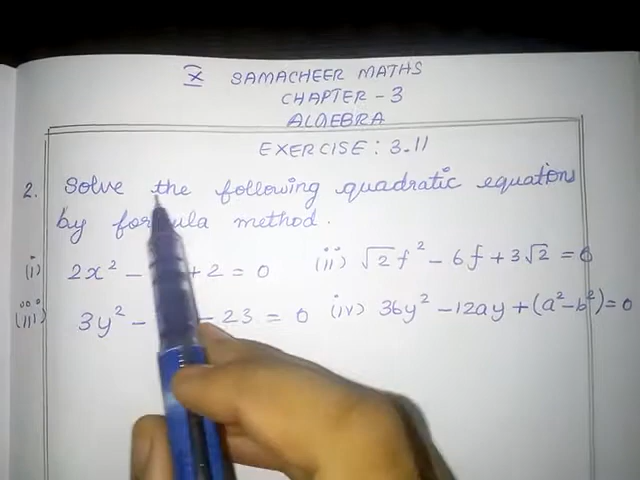 X SAMACHEER MATHS
CHAPTER - 3
ALGEBRA
EXERCISE : 3.11
2. Solve the following quadratic equations
by formula method.
(i) 2x² - + 2 = 0 (ii) √2 f² - 6f + 3√2 = 0
(iii) 3y² - - 23 = 0 (iv) 36y² - 12ay + (a² - b²) = 0